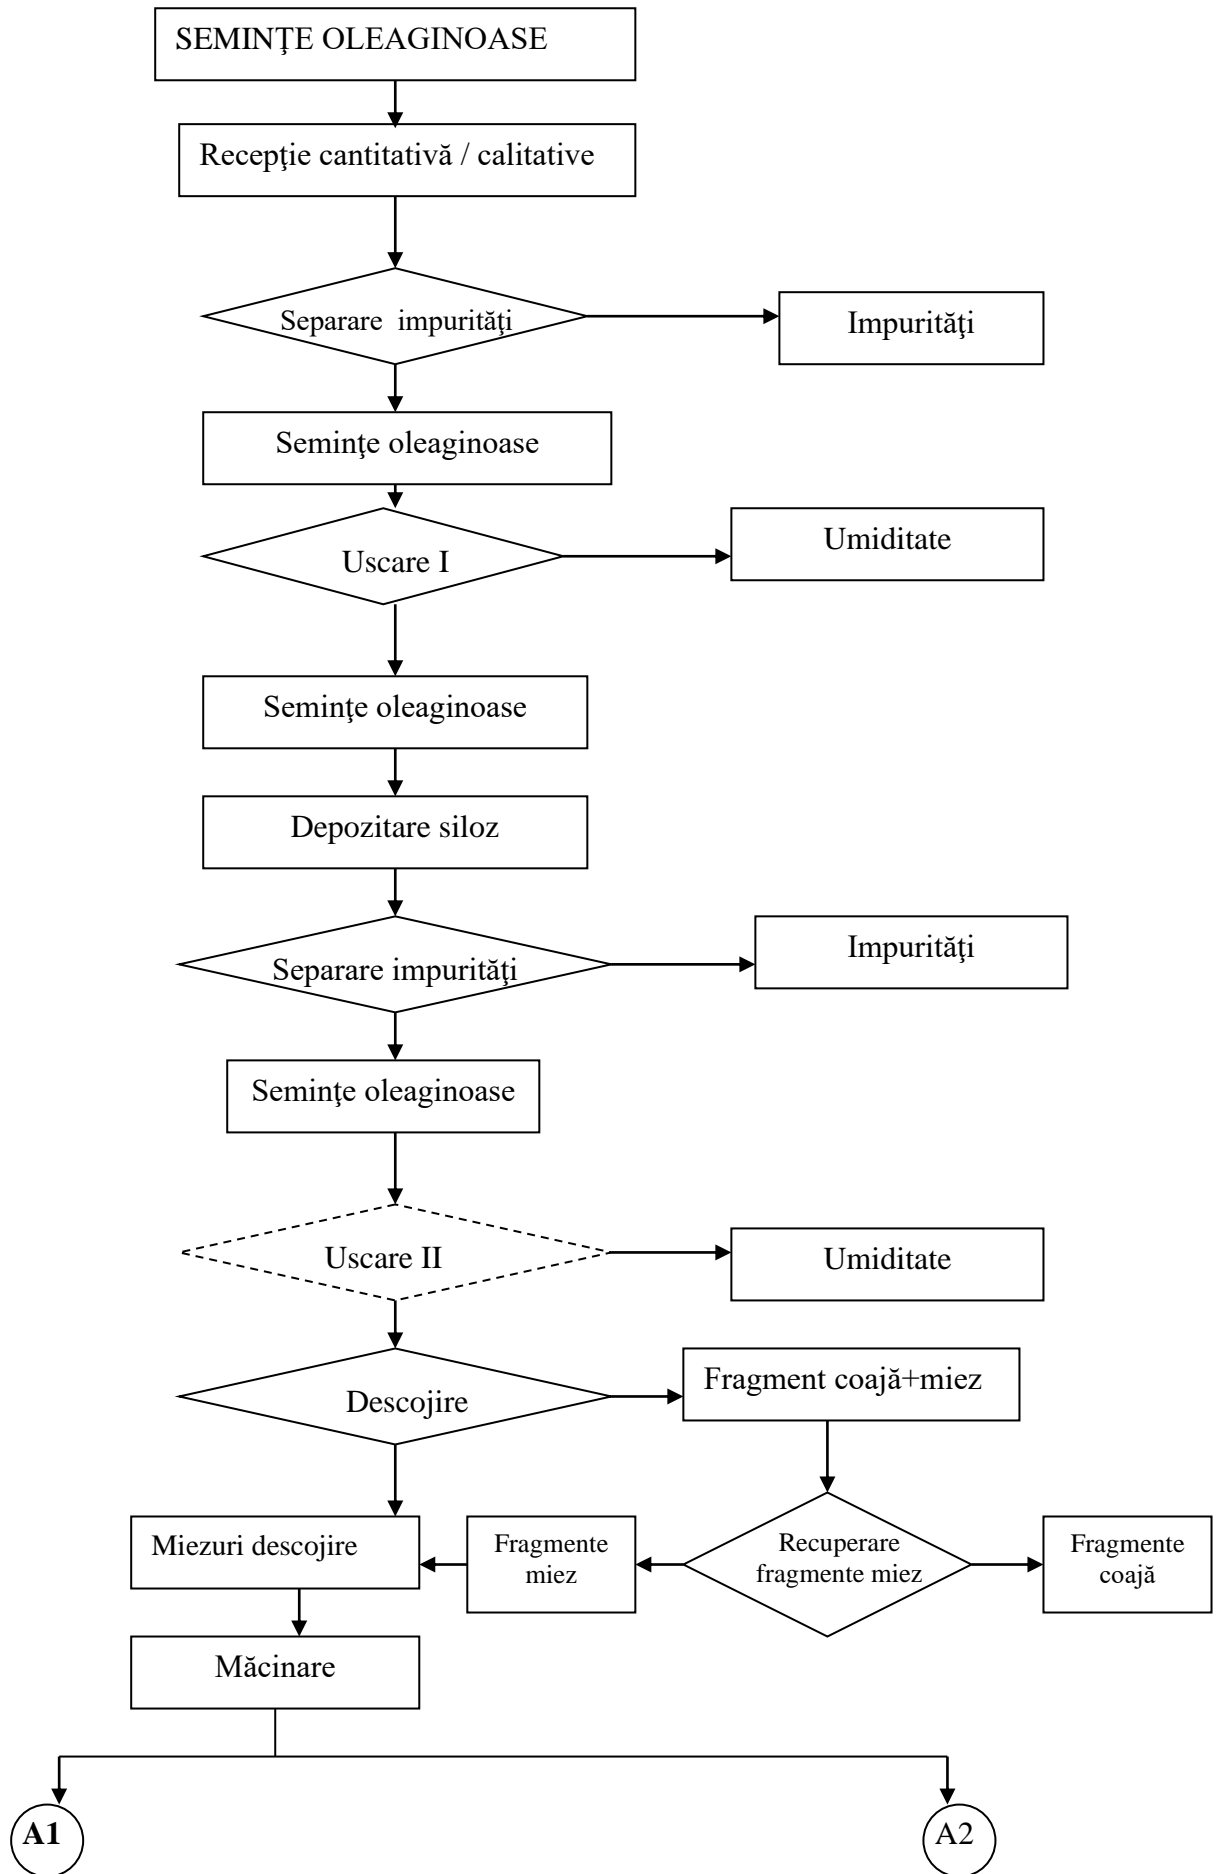 SEMINŢE OLEAGINOASE
Recepţie cantitativă / calitative
Separare impurităţi
Impurităţi
Seminţe oleaginoase
Uscare I
Umiditate
Seminţe oleaginoase
Depozitare siloz
Separare impurităţi
Impurităţi
Seminţe oleaginoase
Uscare II
Umiditate
Descojire
Fragment coajă+miez
Miezuri descojire
Fragmente
miez
Recuperare
fragmente miez
Fragmente
coajă
Măcinare
A1
A2